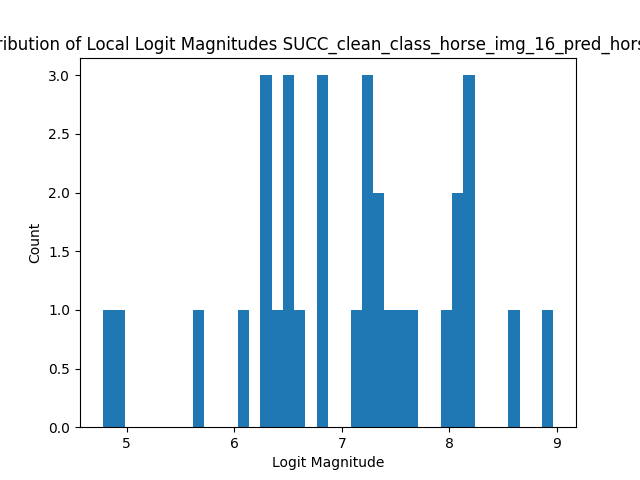 ribution of Local Logit Magnitudes SUCC_clean_class_horse_img_16_pred_hors
3.0
2.5
2.0
1.5
1.0
0.5
0.0
Count
5 6 7 8 9
Logit Magnitude